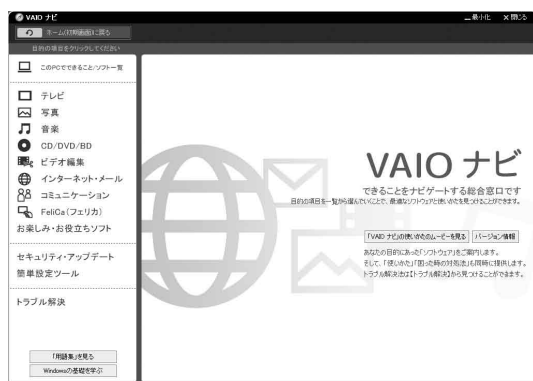 VAIO ナビ
最小化 ×閉じる
ホーム(初期画面)に戻る
目的の項目をクリックしてください
このPCでできること/ソフト一覧
テレビ
写真
音楽
CD/DVD/BD
ビデオ編集
インターネット・メール
コミュニケーション
FeliCa(フェリカ)
お楽しみ・お役立ちソフト
セキュリティ・アップデート
簡単設定ツール
トラブル解決
「用語集」を見る
Windowsの基礎を学ぶ
VAIO ナビ
できることをナビゲートする総合窓口です
目的の項目を一覧から選んでいくことで、最適なソフトウェアと使いかたを見つけることができます。
「VAIO ナビ」の使いかたのムービーを見る バージョン情報
あなたの目的にあった「ソフトウェア」をご案内します。
そして、「使いかた」「困った時の対処法」も同時に提供します。
トラブル解決法は【トラブル解決】から見つけることができます。